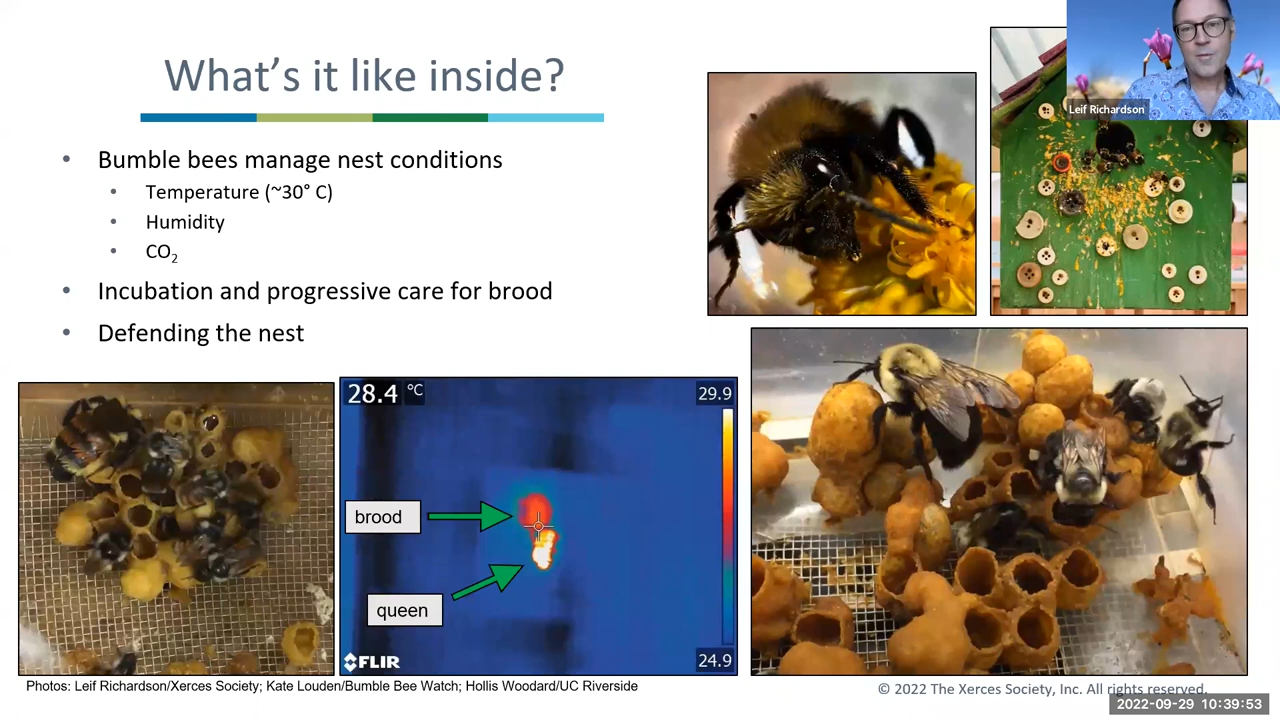 What's it like inside?
• Bumble bees manage nest conditions
• Temperature (~30° C)
• Humidity
• CO2
• Incubation and progressive care for brood
• Defending the nest
Leif Richardson
28.4 °C
29.9
brood
queen
FLIR
24.9
Photos: Leif Richardson/Xerces Society; Kate Louden/Bumble Bee Watch; Hollis Woodard/UC Riverside
© 2022 The Xerces Society, Inc. All rights reserved.
2022-09-29 10:39:53